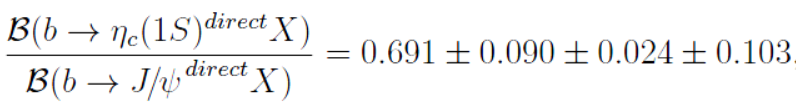 B(b → η_c(1S)^{direct} X) / B(b → J/ψ^{direct} X) = 0.691 ± 0.090 ± 0.024 ± 0.103,